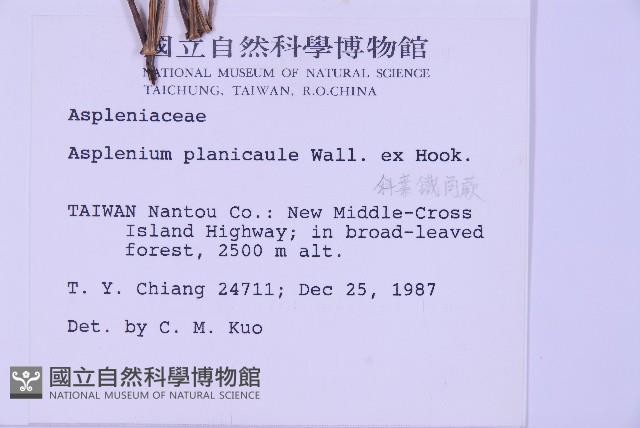 國立自然科學博物館
NATIONAL MUSEUM OF NATURAL SCIENCE
TAICHUNG, TAIWAN, R.O.CHINA
Aspleniaceae
Asplenium planicaule Wall. ex Hook.
斜葉鐵角蕨
TAIWAN Nantou Co.: New Middle-Cross
Island Highway; in broad-leaved
forest, 2500 m alt.
T. Y. Chiang 24711; Dec 25, 1987
Det. by C. M. Kuo
國立自然科學博物館
NATIONAL MUSEUM OF NATURAL SCIENCE